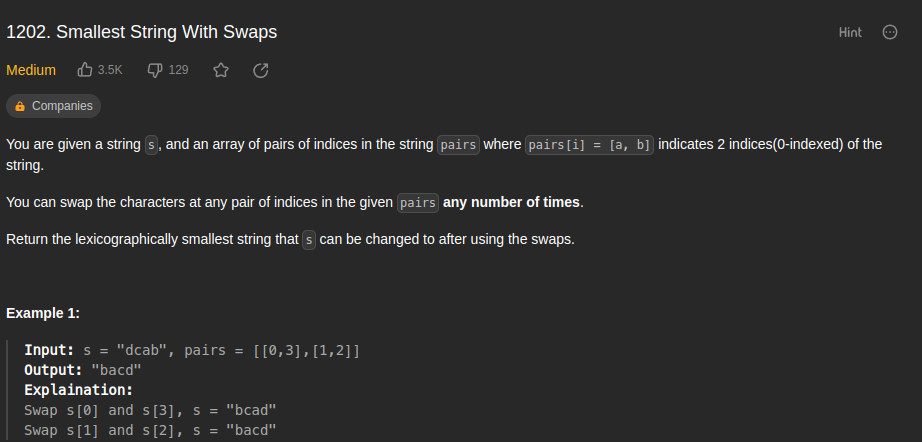 1202. Smallest String With Swaps
Hint
Medium 3.5K 129
Companies
You are given a string s, and an array of pairs of indices in the string pairs where pairs[i] = [a, b] indicates 2 indices(0-indexed) of the
string.
You can swap the characters at any pair of indices in the given pairs any number of times.
Return the lexicographically smallest string that s can be changed to after using the swaps.
Example 1:
Input: s = "dcab", pairs = [[0,3],[1,2]]
Output: "bacd"
Explaination:
Swap s[0] and s[3], s = "bcad"
Swap s[1] and s[2], s = "bacd"